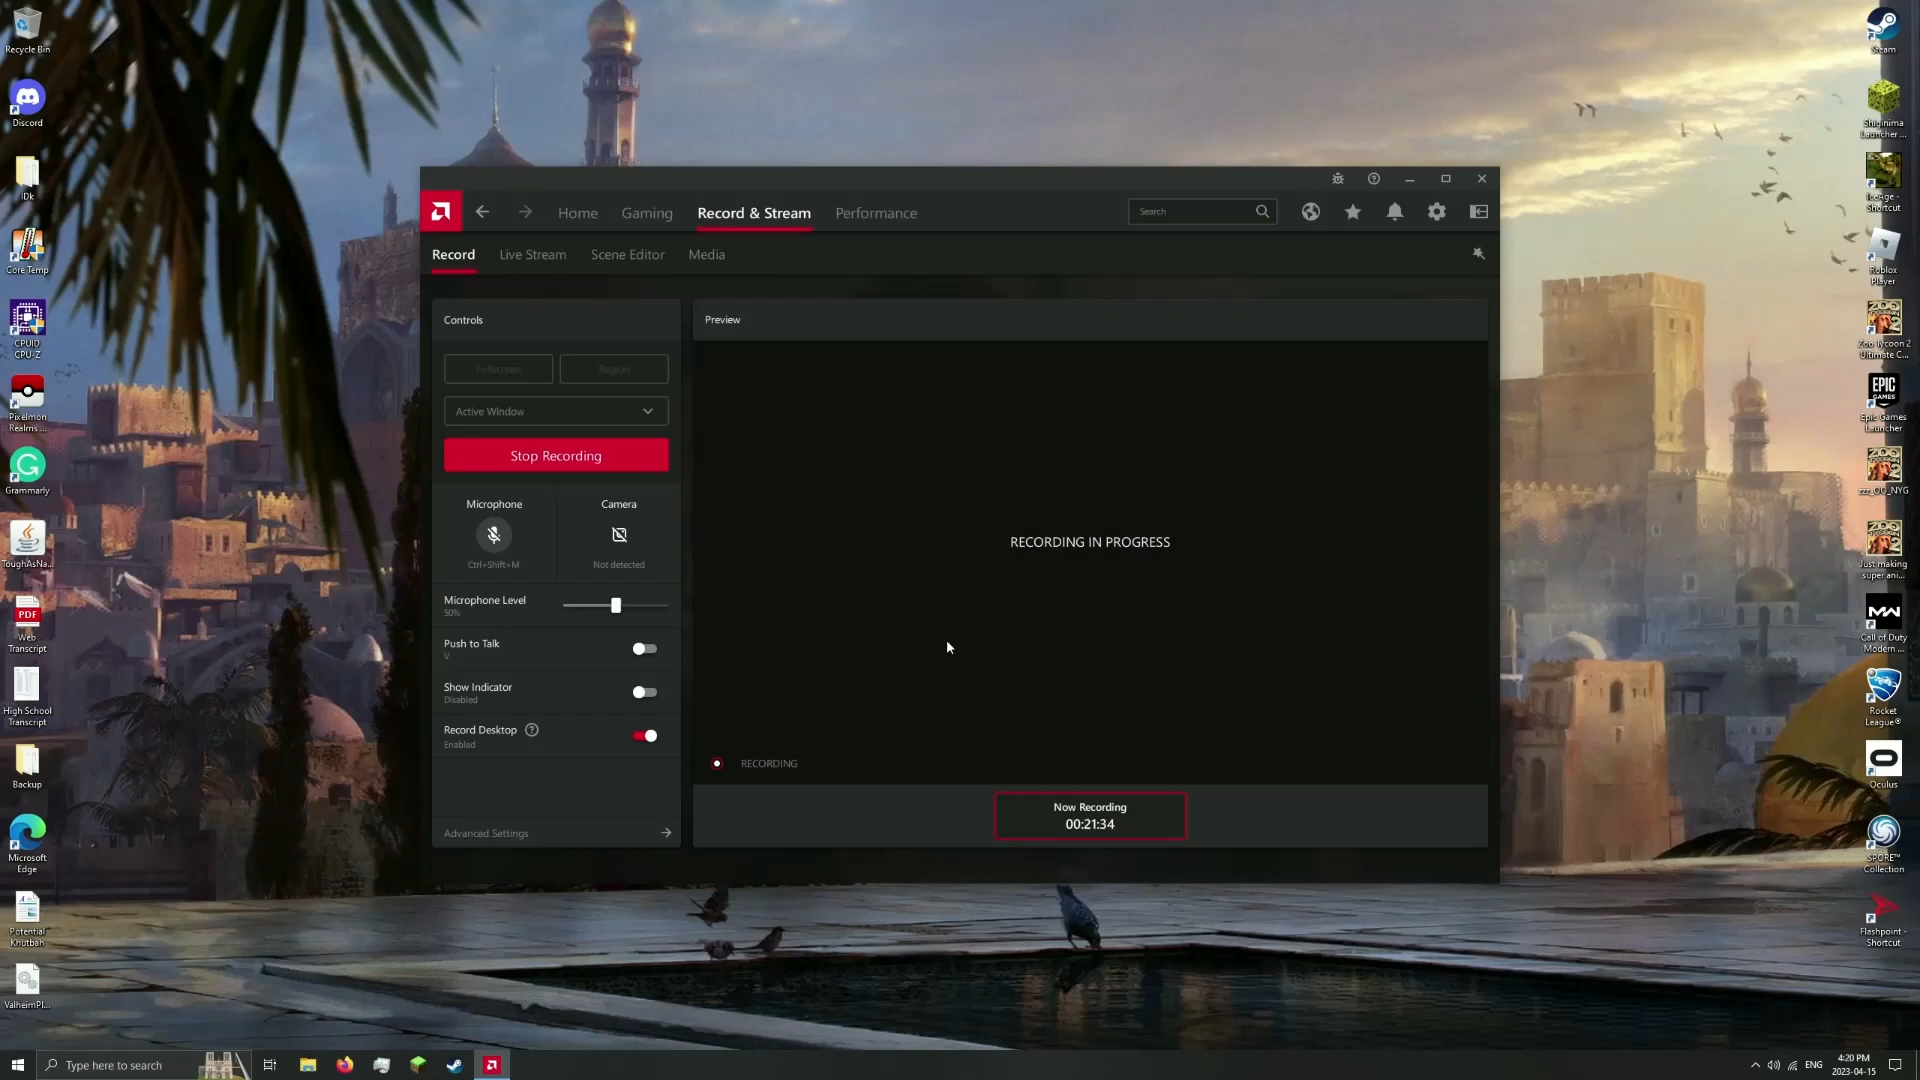 Recycle Bin
Discord
IDk
Core Temp
CPUID
CPU-Z
Pixelmon
Realms ...
Grammarly
ToughAsNa...
PDF
Web
Transcript
High School
Transcript
Backup
Microsoft
Edge
Potential
Khutbah
ValheimPl...
Home
Gaming
Record & Stream
Performance
Search
Record
Live Stream
Scene Editor
Media
Controls
Fullscreen
Region
Active Window
Stop Recording
Microphone
Camera
Ctrl+Shift+M
Not detected
Microphone Level
50%
Push to Talk
V
Show Indicator
Disabled
Record Desktop
Enabled
Advanced Settings
Preview
RECORDING IN PROGRESS
RECORDING
Now Recording
00:21:34
Steam
Shiginima
Launcher ...
IceAge -
Shortcut
Roblox
Player
Zoo Tycoon 2
Ultimate C...
EPIC
GAMES
Epic Games
Launcher
zzz_OO_NYG
Just making
super ani...
Call of Duty
Modern ...
Rocket
League®
Oculus
SPORE™
Collection
Flashpoint -
Shortcut
Type here to search
ENG
4:20 PM
2023-04-15